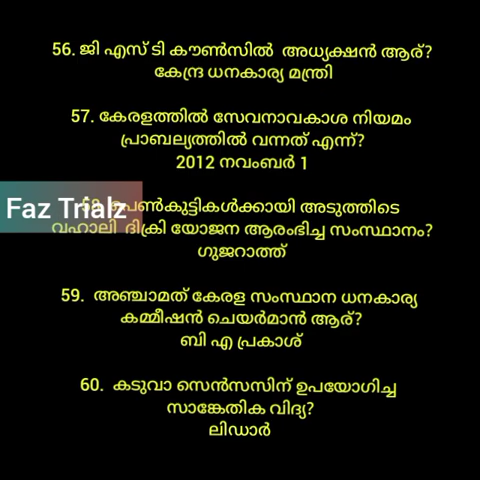 56. ജി എസ് ടി കൗൺസിൽ അധ്യക്ഷൻ ആര്?
കേന്ദ്ര ധനകാര്യ മന്ത്രി
57. കേരളത്തിൽ സേവനാവകാശ നിയമം
പ്രാബല്യത്തിൽ വന്നത് എന്ന്?
2012 നവംബർ 1
Faz Trialz
58. പെൺകുട്ടികൾക്കായി അടുത്തിടെ
വഹാലി ദിക്രി യോജന ആരംഭിച്ച സംസ്ഥാനം?
ഗുജറാത്ത്
59. അഞ്ചാമത് കേരള സംസ്ഥാന ധനകാര്യ
കമ്മീഷൻ ചെയർമാൻ ആര്?
ബി എ പ്രകാശ്
60. കടുവാ സെൻസസിന് ഉപയോഗിച്ച
സാങ്കേതിക വിദ്യ?
ലിഡാർ